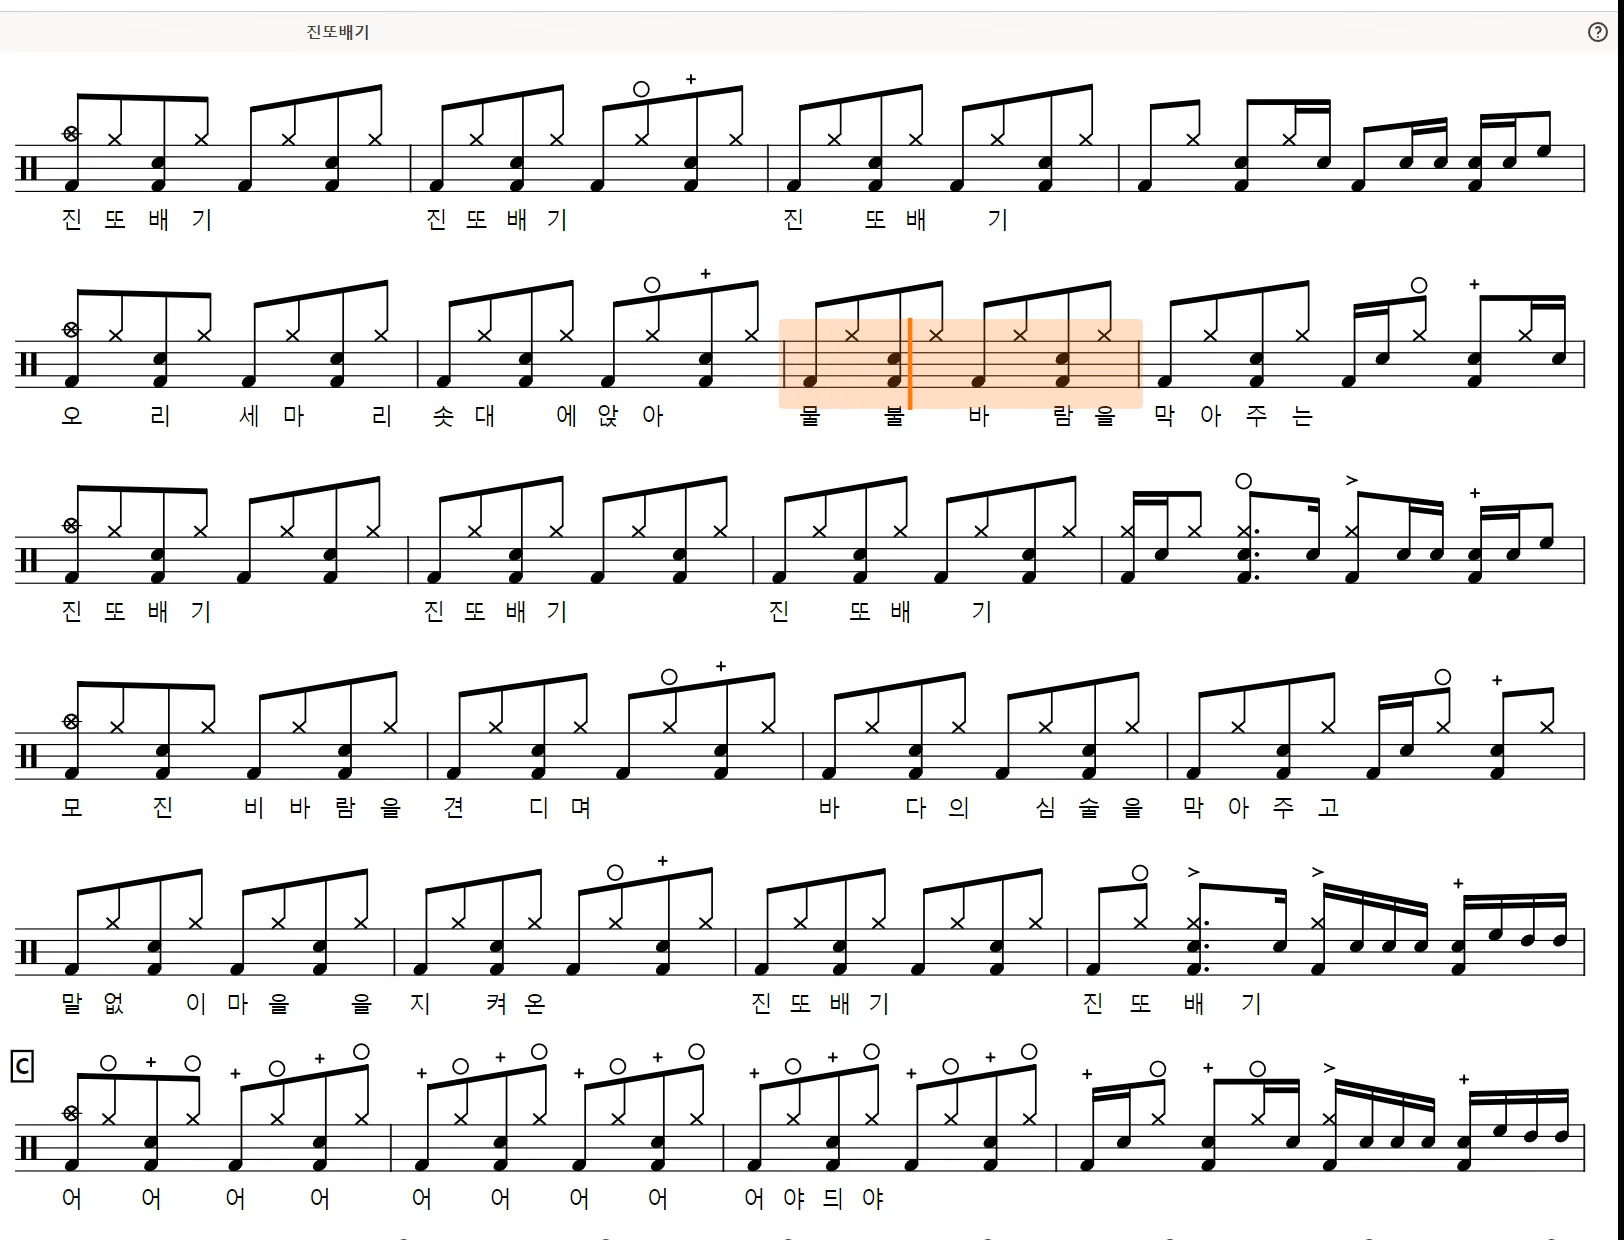 진또배기
진 또 배 기 진 또 배 기 진 또 배 기
오 리 세 마 리 솟 대 에 앉 아 물 불 바 람 을 막 아 주 는
진 또 배 기 진 또 배 기 진 또 배 기
모 진 비 바 람 을 견 디 며 바 다 의 심 술 을 막 아 주 고
말 없 이 마 을 을 지 켜 온 진 또 배 기 진 또 배 기
C
어 어 어 어 어 어 어 어 어 야 듸 야